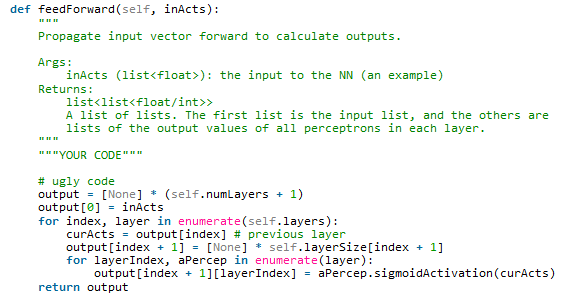 def feedForward(self, inActs):
    """
    Propagate input vector forward to calculate outputs.

    Args:
        inActs (list<float>): the input to the NN (an example)
    Returns:
        list<list<float/int>>
        A list of lists. The first list is the input list, and the others are
        lists of the output values of all perceptrons in each layer.
    """
    """YOUR CODE"""

    # ugly code
    output = [None] * (self.numLayers + 1)
    output[0] = inActs
    for index, layer in enumerate(self.layers):
        curActs = output[index] # previous layer
        output[index + 1] = [None] * self.layerSize[index + 1]
        for layerIndex, aPercep in enumerate(layer):
            output[index + 1][layerIndex] = aPercep.sigmoidActivation(curActs)
    return output